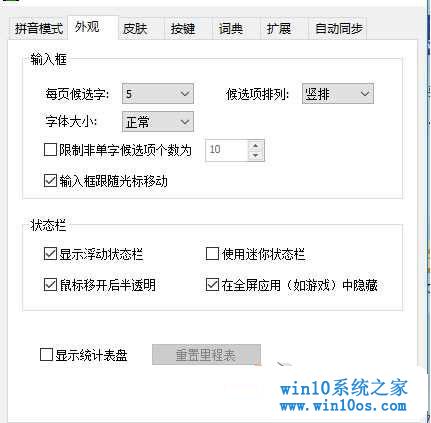 拼音模式 外观 皮肤 按键 词典 扩展 自动同步
输入框
每页候选字: 5 候选项排列: 竖排
字体大小: 正常
限制非单字候选项个数为 10
输入框跟随光标移动
状态栏
显示浮动状态栏 使用迷你状态栏
鼠标移开后半透明 在全屏应用（如游戏）中隐藏
显示统计表盘 重置里程表
win10系统之家
www.win10os.com